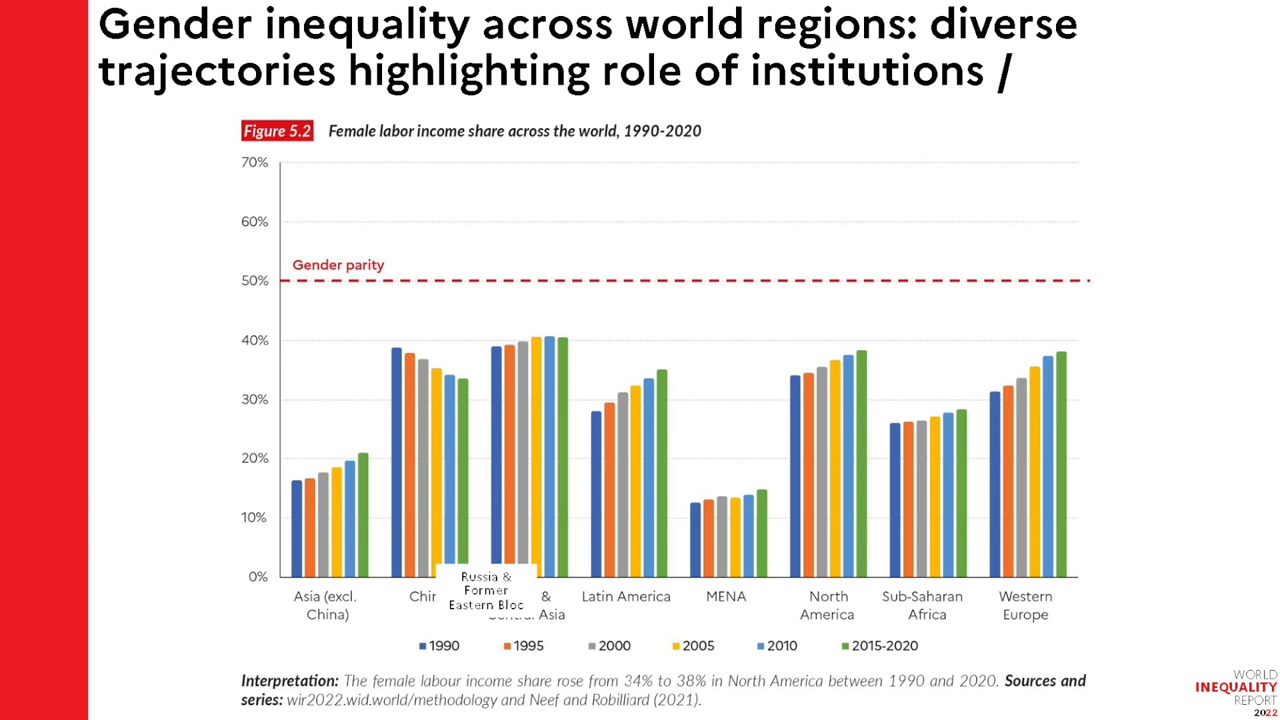 Gender inequality across world regions: diverse
trajectories highlighting role of institutions /
Figure 5.2 Female labor income share across the world, 1990-2020
70%
60%
Gender parity
50%
40%
30%
20%
10%
0%
Asia (excl.
China)
Russia &
Former
Eastern Bloc
&
Asia
Latin America
MENA
North
America
Sub-Saharan
Africa
Western
Europe
1990 1995 2000 2005 2010 2015-2020
Interpretation: The female labour income share rose from 34% to 38% in North America between 1990 and 2020. Sources and
series: wir2022.wid.world/methodology and Neef and Robilliard (2021).
WORLD
INEQUALITY
REPORT
2022